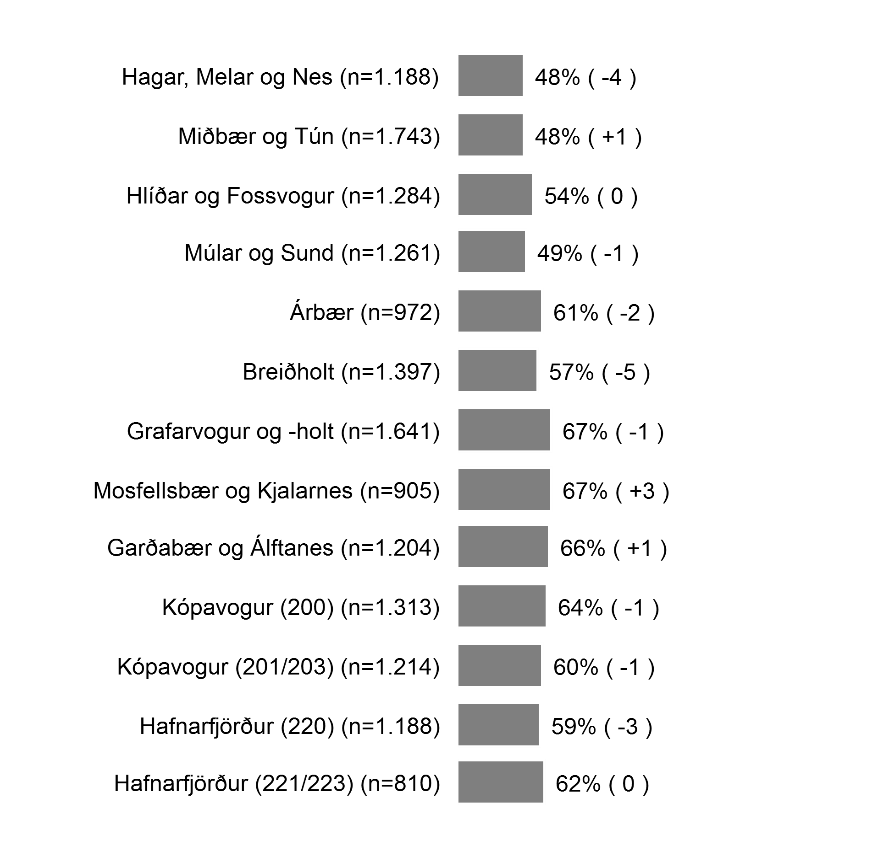 Hagar, Melar og Nes (n=1.188) 48% ( -4 )
Miðbær og Tún (n=1.743) 48% ( +1 )
Hlíðar og Fossvogur (n=1.284) 54% ( 0 )
Múlar og Sund (n=1.261) 49% ( -1 )
Árbær (n=972) 61% ( -2 )
Breiðholt (n=1.397) 57% ( -5 )
Grafarvogur og -holt (n=1.641) 67% ( -1 )
Mosfellsbær og Kjalarnes (n=905) 67% ( +3 )
Garðabær og Álftanes (n=1.204) 66% ( +1 )
Kópavogur (200) (n=1.313) 64% ( -1 )
Kópavogur (201/203) (n=1.214) 60% ( -1 )
Hafnarfjörður (220) (n=1.188) 59% ( -3 )
Hafnarfjörður (221/223) (n=810) 62% ( 0 )